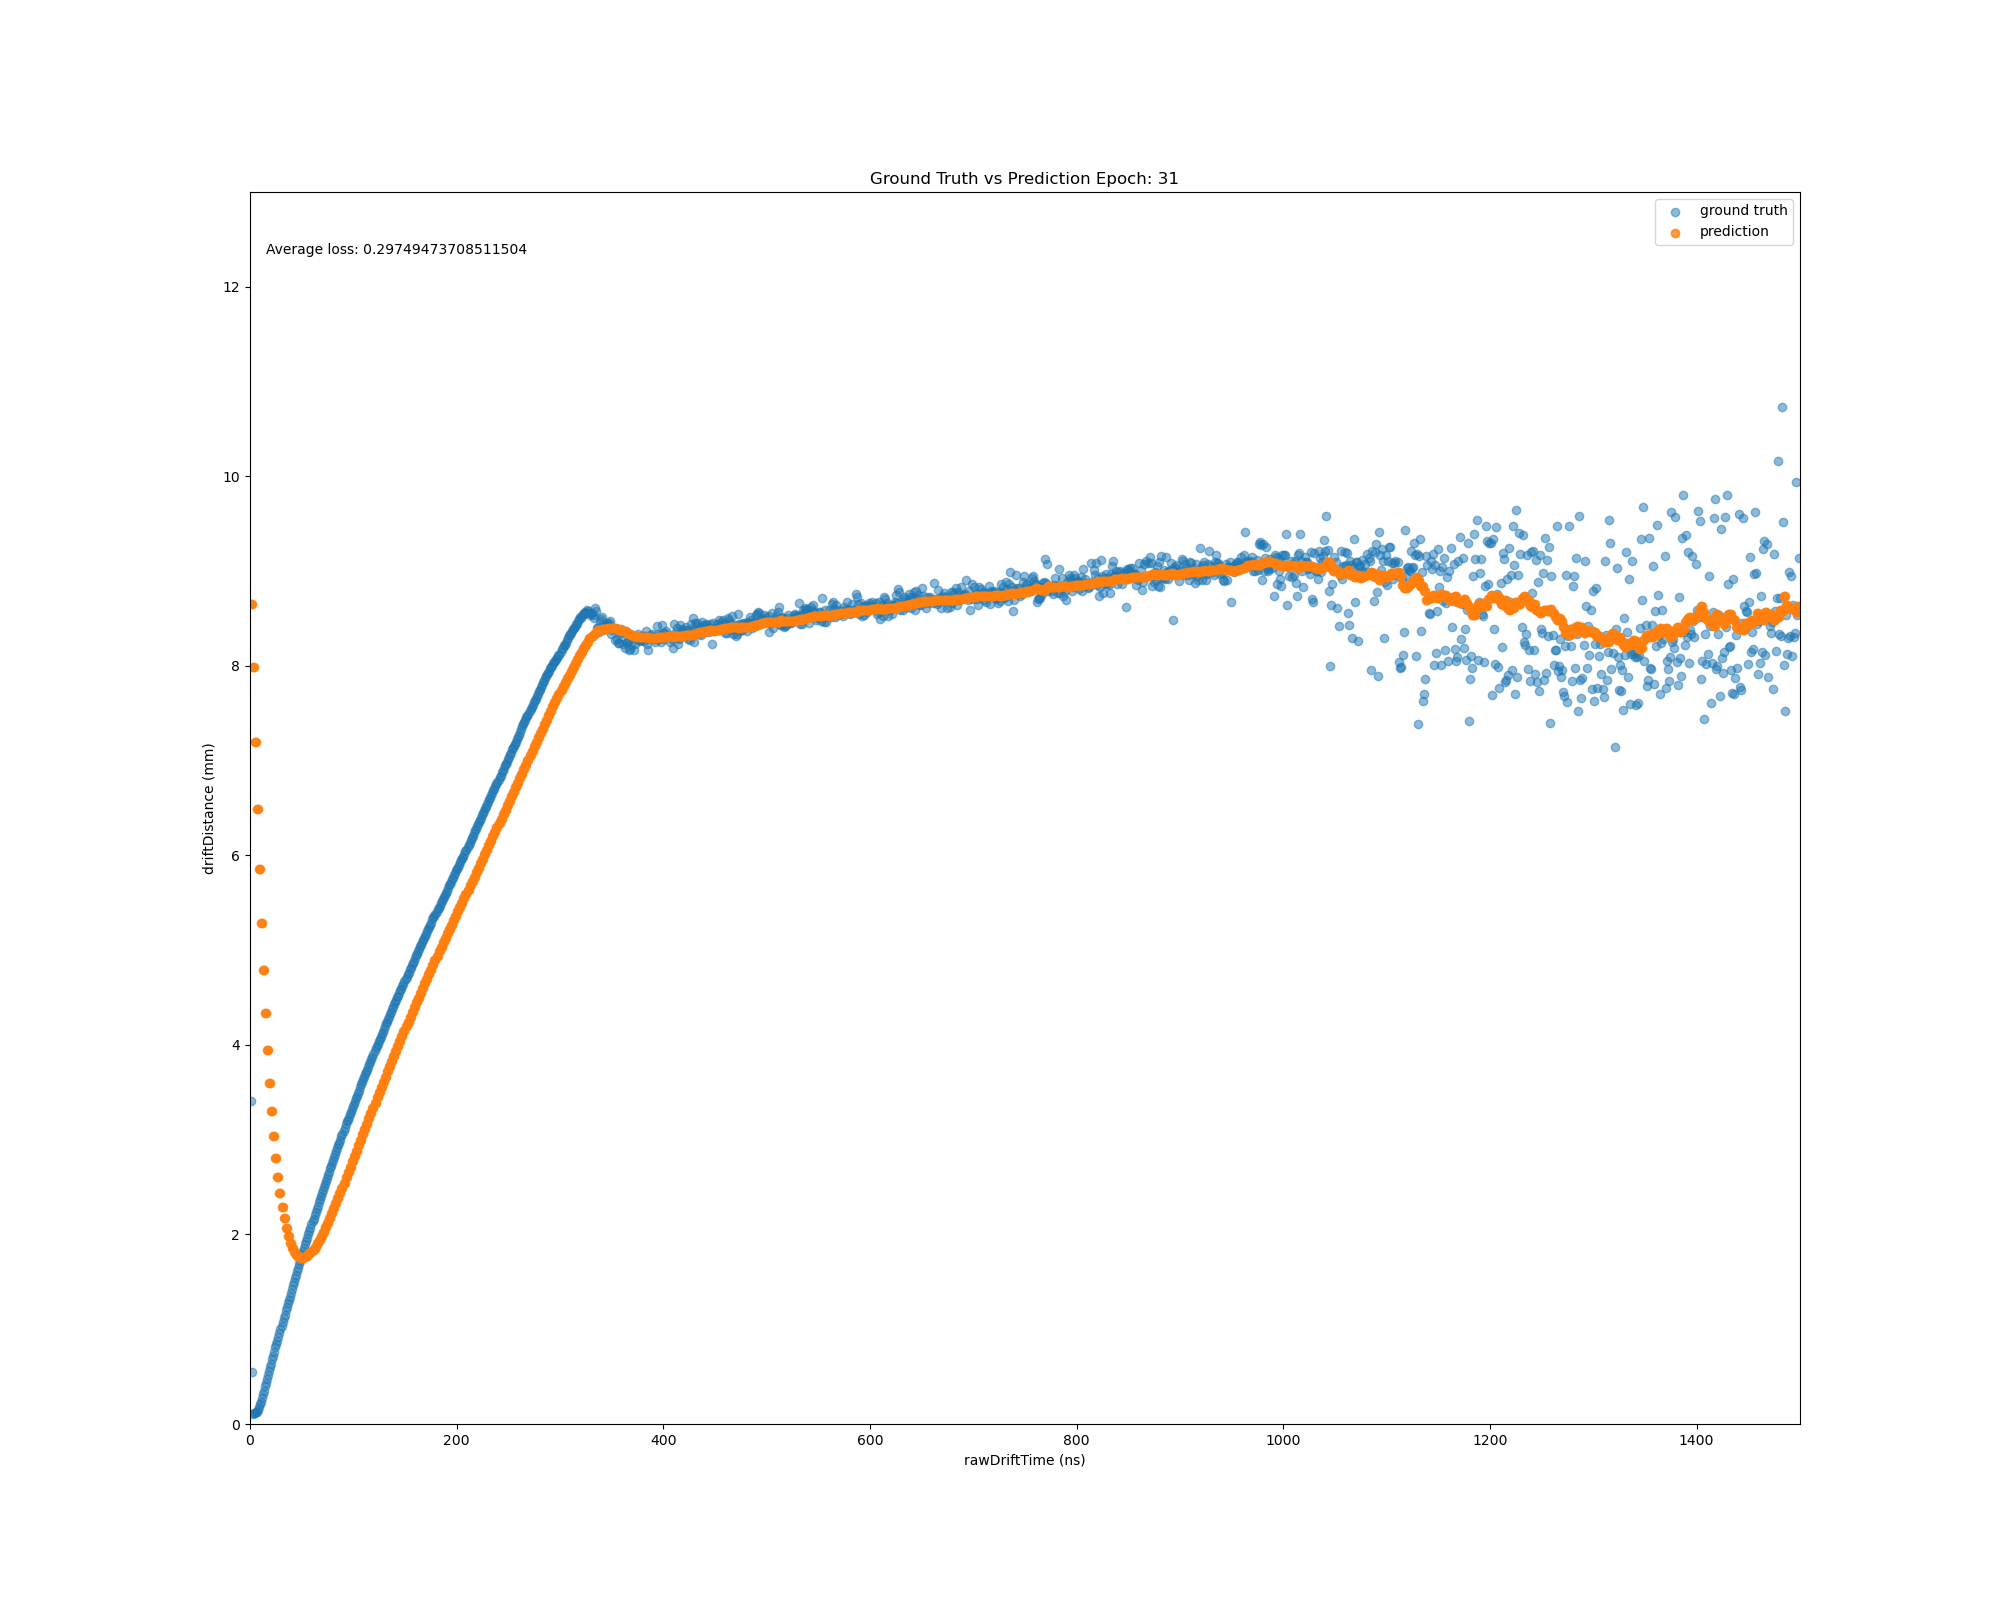 Ground Truth vs Prediction Epoch: 31
ground truth
prediction
Average loss: 0.29749473708511504
12
10
8
6
4
2
0
driftDistance (mm)
0 200 400 600 800 1000 1200 1400
rawDriftTime (ns)